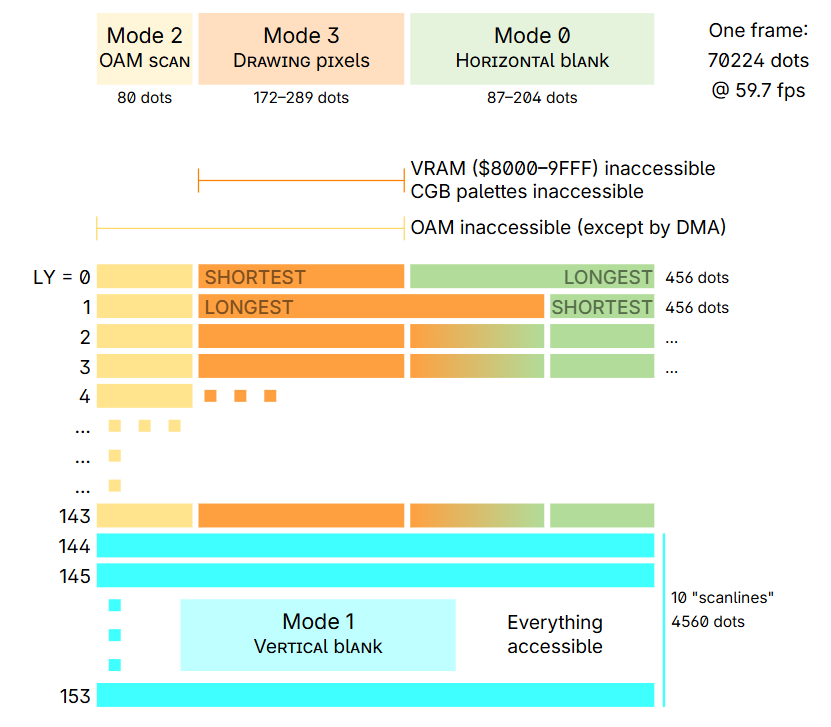 Mode 2
OAM SCAN
Mode 3
DRAWING PIXELS
Mode 0
HORIZONTAL BLANK
One frame:
70224 dots
@ 59.7 fps
80 dots
172–289 dots
87–204 dots
VRAM ($8000–9FFF) inaccessible
CGB palettes inaccessible
OAM inaccessible (except by DMA)
LY = 0
SHORTEST
LONGEST
456 dots
1
LONGEST
SHORTEST
456 dots
2
...
3
...
4
...
...
...
143
144
145
10 "scanlines"
4560 dots
Mode 1
VERTICAL BLANK
Everything
accessible
153